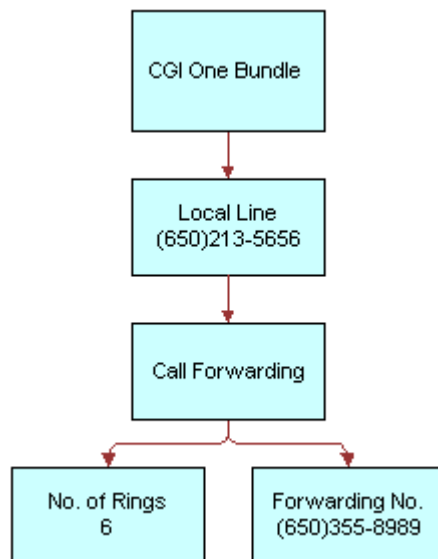 CGI One Bundle
Local Line
(650)213-5656
Call Forwarding
No. of Rings
6
Forwarding No.
(650)355-8989